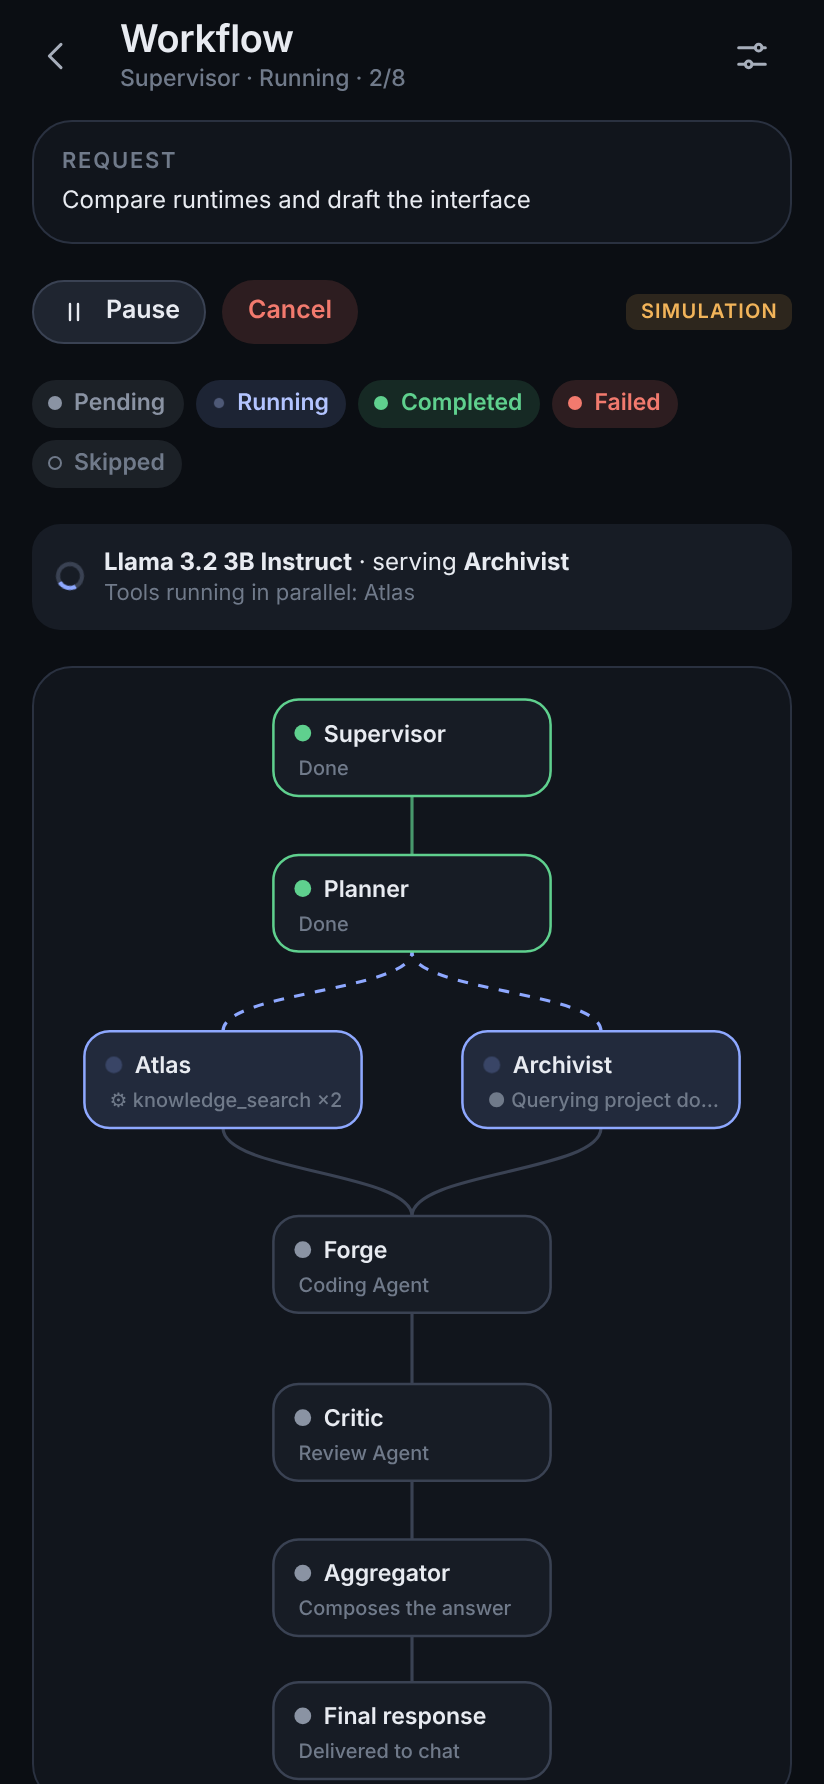 Workflow
Supervisor · Running · 2/8
REQUEST
Compare runtimes and draft the interface
Pause
Cancel
SIMULATION
Pending
Running
Completed
Failed
Skipped
Llama 3.2 3B Instruct · serving Archivist
Tools running in parallel: Atlas
Supervisor
Done
Planner
Done
Atlas
⚙ knowledge_search ×2
Archivist
Querying project do…
Forge
Coding Agent
Critic
Review Agent
Aggregator
Composes the answer
Final response
Delivered to chat